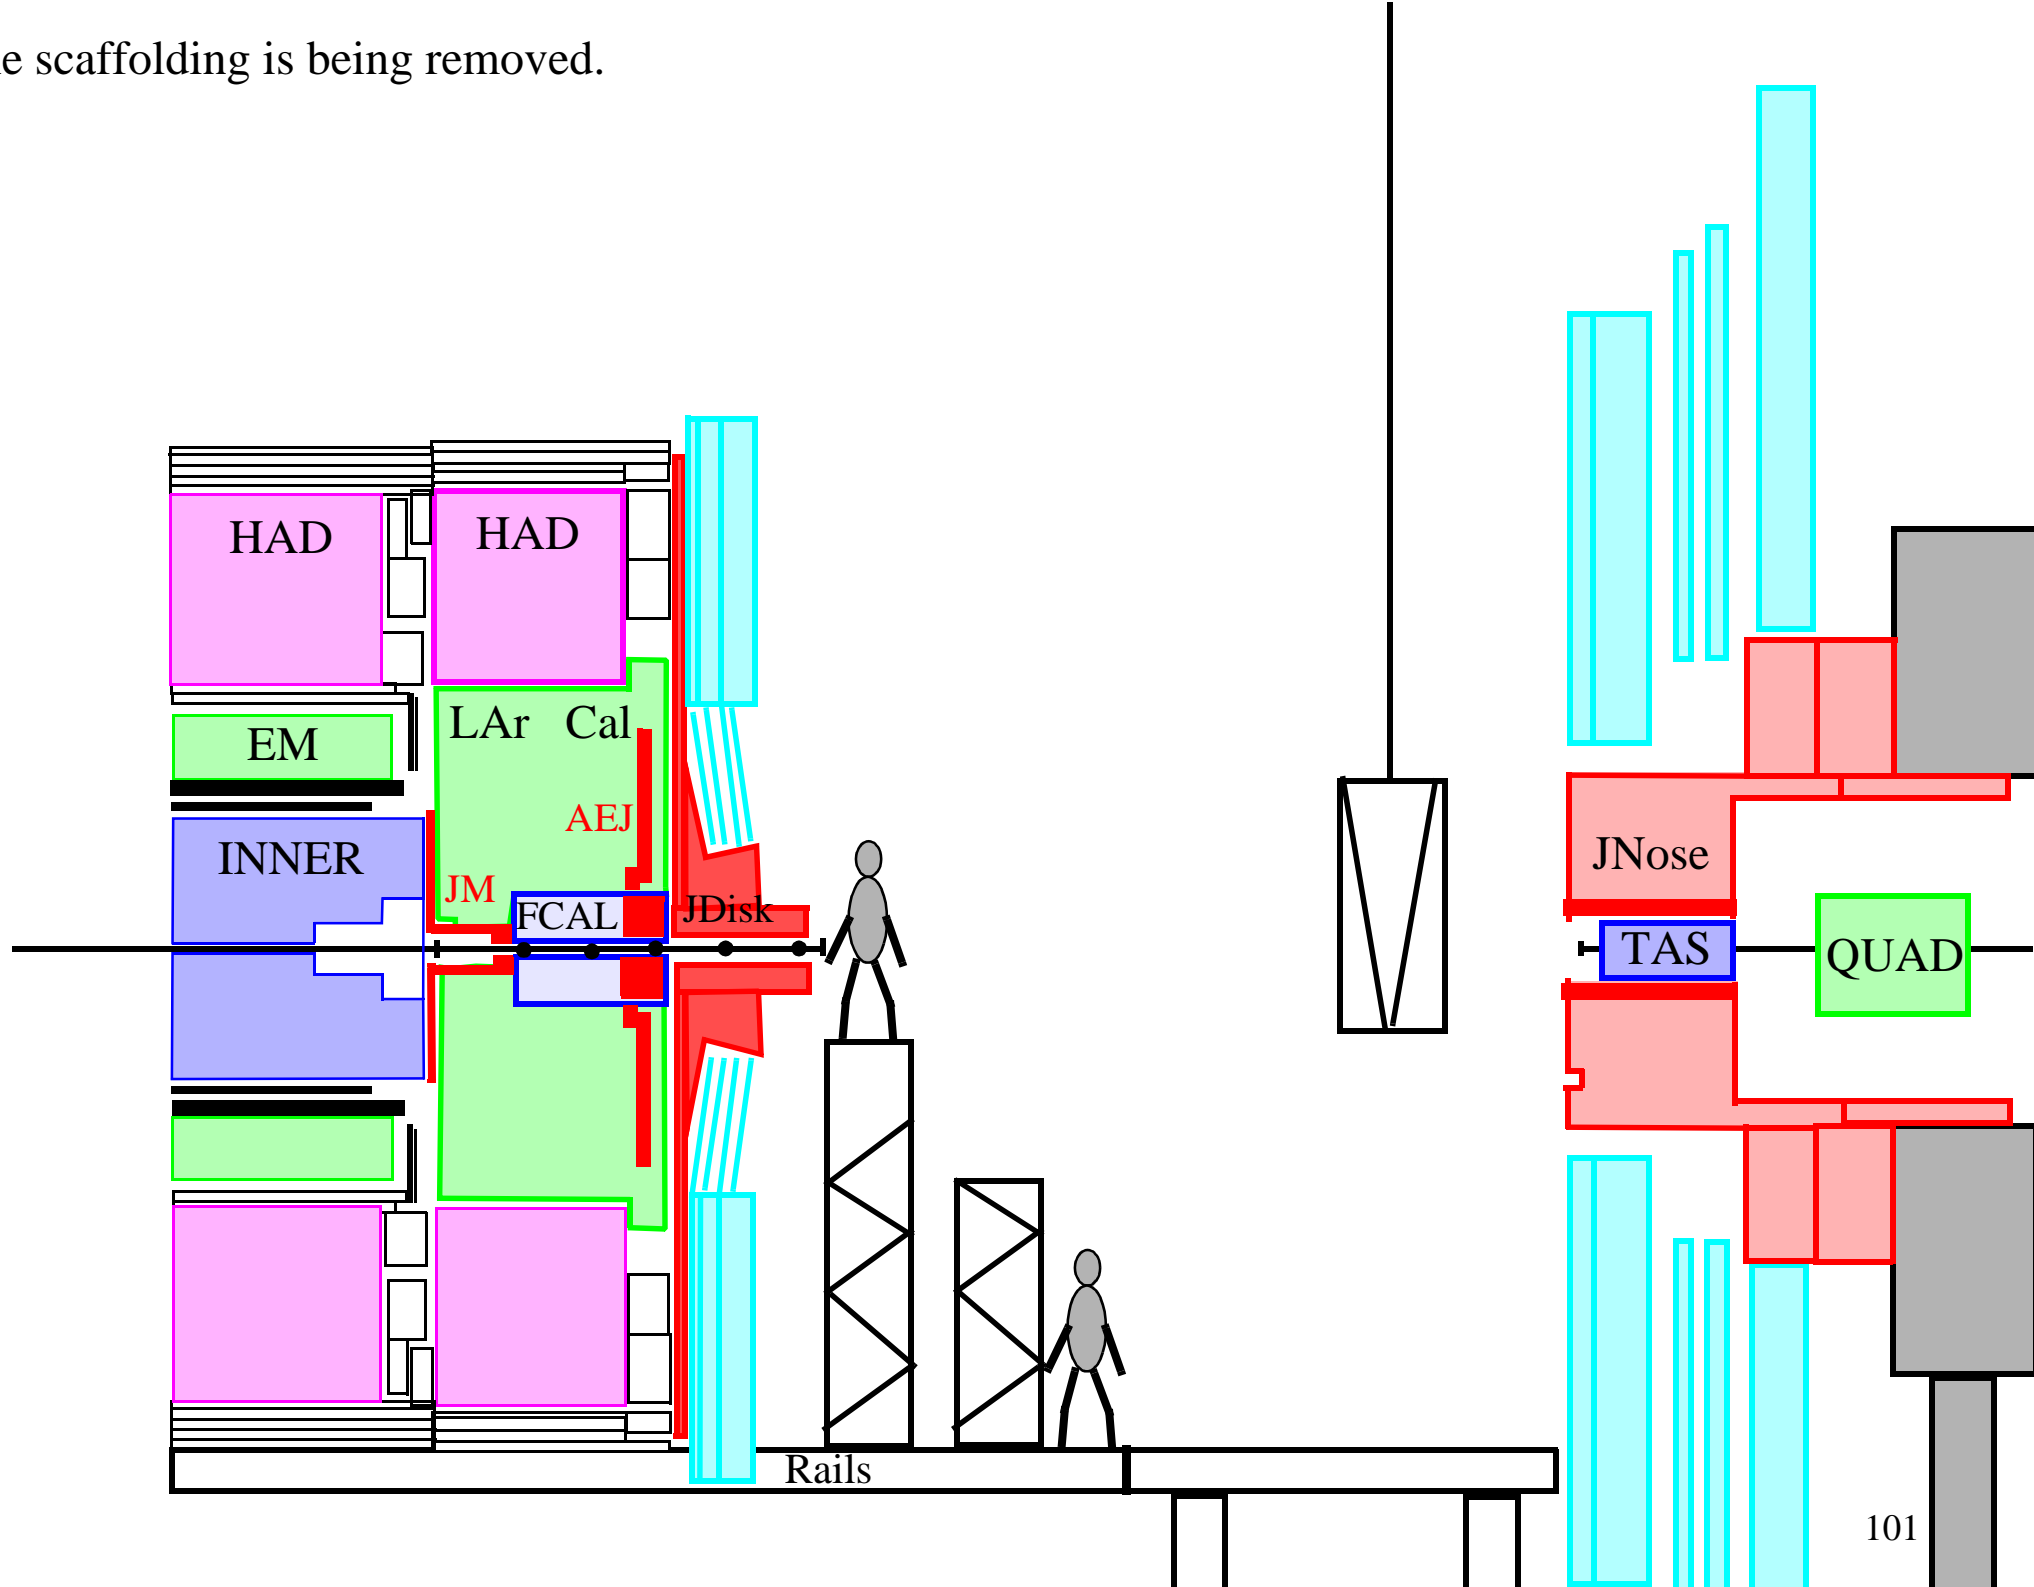 e scaffolding is being removed.
HAD
HAD
LAr Cal
EM
AEJ
INNER
JM
FCAL
JDisk
JNose
TAS
QUAD
Rails
101